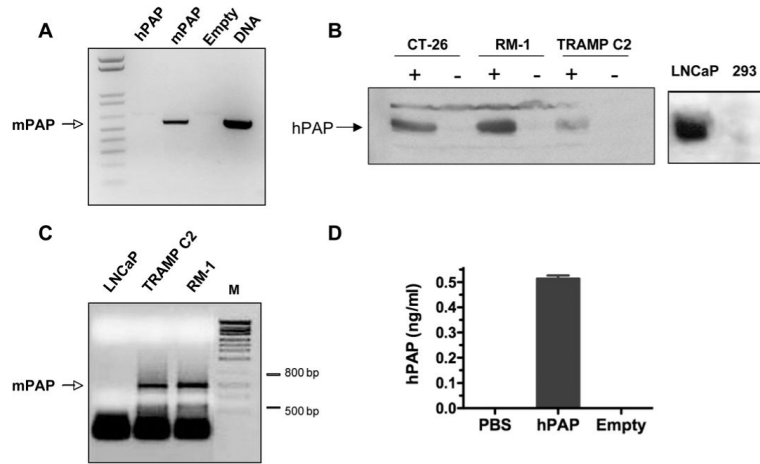 A
hPAP mPAP Empty DNA
mPAP
B
CT-26 RM-1 TRAMP C2
+ - + - + -
LNCaP 293
hPAP
C
LNCaP TRAMP C2 RM-1 M
mPAP
800 bp
500 bp
D
hPAP (ng/ml)
0.5
0.4
0.3
0.2
0.1
0.0
PBS hPAP Empty